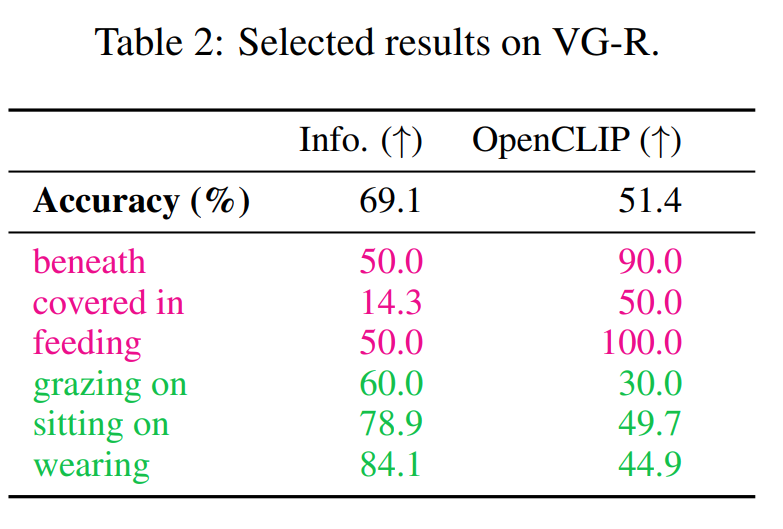 Table 2: Selected results on VG-R.
Info. (↑) OpenCLIP (↑)
Accuracy (%) 69.1 51.4
beneath 50.0 90.0
covered in 14.3 50.0
feeding 50.0 100.0
grazing on 60.0 30.0
sitting on 78.9 49.7
wearing 84.1 44.9